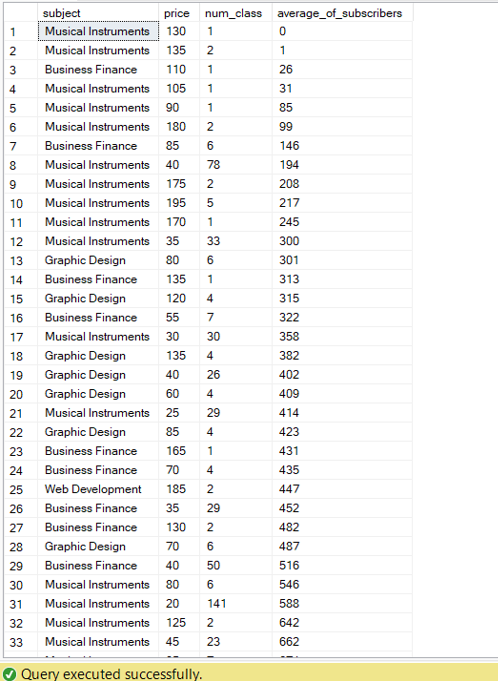 subject price num_class average_of_subscribers
1 Musical Instruments 130 1 0
2 Musical Instruments 135 2 1
3 Business Finance 110 1 26
4 Musical Instruments 105 1 31
5 Musical Instruments 90 1 85
6 Musical Instruments 180 2 99
7 Business Finance 85 6 146
8 Musical Instruments 40 78 194
9 Musical Instruments 175 2 208
10 Musical Instruments 195 5 217
11 Musical Instruments 170 1 245
12 Musical Instruments 35 33 300
13 Graphic Design 80 6 301
14 Business Finance 135 1 313
15 Graphic Design 120 4 315
16 Business Finance 55 7 322
17 Musical Instruments 30 30 358
18 Graphic Design 135 4 382
19 Graphic Design 40 26 402
20 Graphic Design 60 4 409
21 Musical Instruments 25 29 414
22 Graphic Design 85 4 423
23 Business Finance 165 1 431
24 Business Finance 70 4 435
25 Web Development 185 2 447
26 Business Finance 35 29 452
27 Business Finance 130 2 482
28 Graphic Design 70 6 487
29 Business Finance 40 50 516
30 Musical Instruments 80 6 546
31 Musical Instruments 20 141 588
32 Musical Instruments 125 2 642
33 Musical Instruments 45 23 662
Query executed successfully.